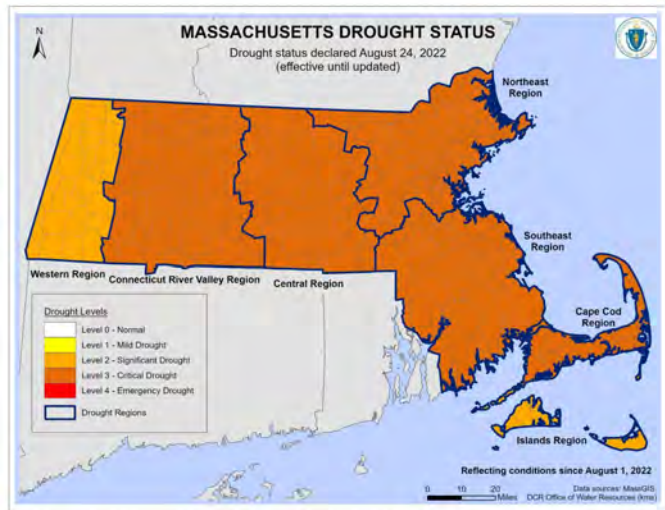 MASSACHUSETTS DROUGHT STATUS
Drought status declared August 24, 2022
(effective until updated)
N
Northeast
Region
Southeast
Region
Cape Cod
Region
Western Region
Connecticut River Valley Region
Central Region
Islands Region
Drought Levels
Level 0 - Normal
Level 1 - Mild Drought
Level 2 - Significant Drought
Level 3 - Critical Drought
Level 4 - Emergency Drought
Drought Regions
Reflecting conditions since August 1, 2022
0 10 20
Miles
Data sources: MassGIS
DCR Office of Water Resources